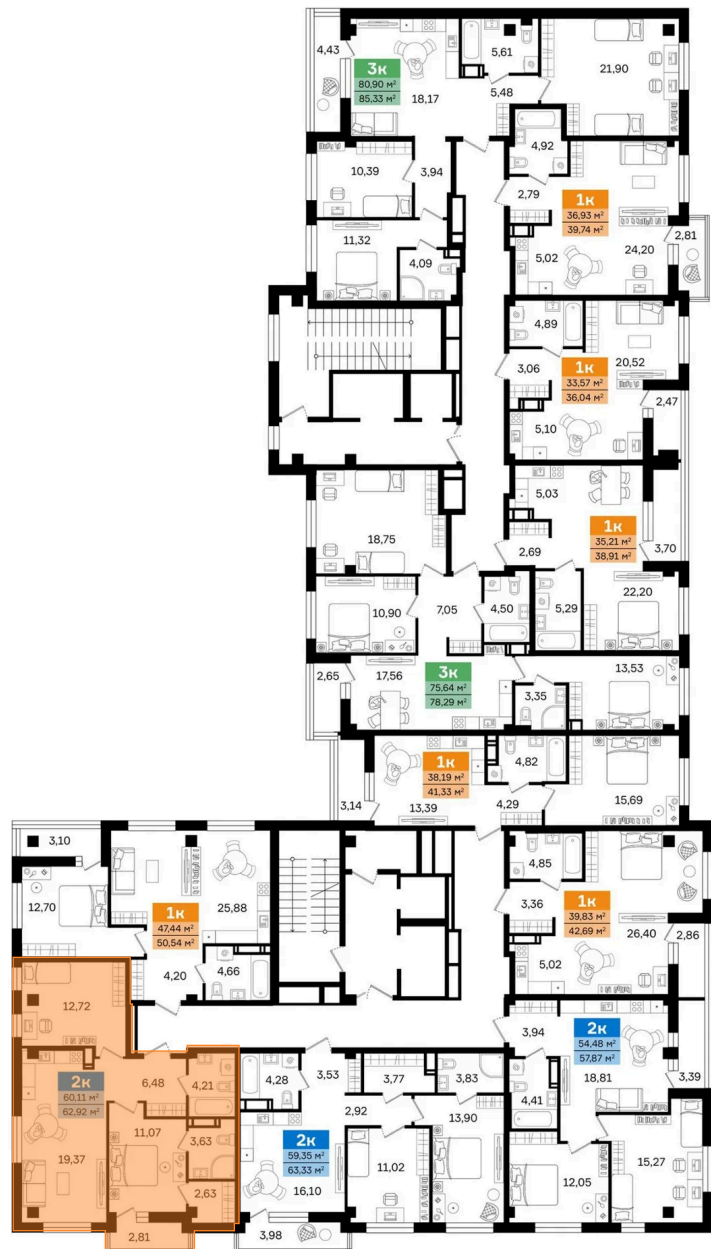 4,43
3к
80,90 м²
85,33 м²
18,17
5,61
5,48
21,90
10,39
3,94
4,92
2,79
1к
36,93 м²
39,74 м²
2,81
11,32
4,09
5,02
24,20
4,89
3,06
1к
33,57 м²
36,04 м²
20,52
2,47
5,10
5,03
1к
35,21 м²
38,91 м²
3,70
18,75
2,69
10,90
7,05
4,50
5,29
22,20
2,65
17,56
3к
75,64 м²
78,29 м²
3,35
13,53
1к
38,19 м²
41,33 м²
3,14
13,39
4,82
4,29
15,69
3,10
12,70
25,88
1к
47,44 м²
50,54 м²
4,20
4,66
4,85
3,36
1к
39,83 м²
42,69 м²
26,40
2,86
5,02
12,72
2к
60,11 м²
62,92 м²
6,48
4,21
11,07
3,63
19,37
2,63
2,81
4,28
3,53
3,77
3,83
2,92
13,90
2к
59,35 м²
63,33 м²
16,10
11,02
3,98
3,94
2к
54,48 м²
57,87 м²
18,81
3,39
4,41
12,05
15,27